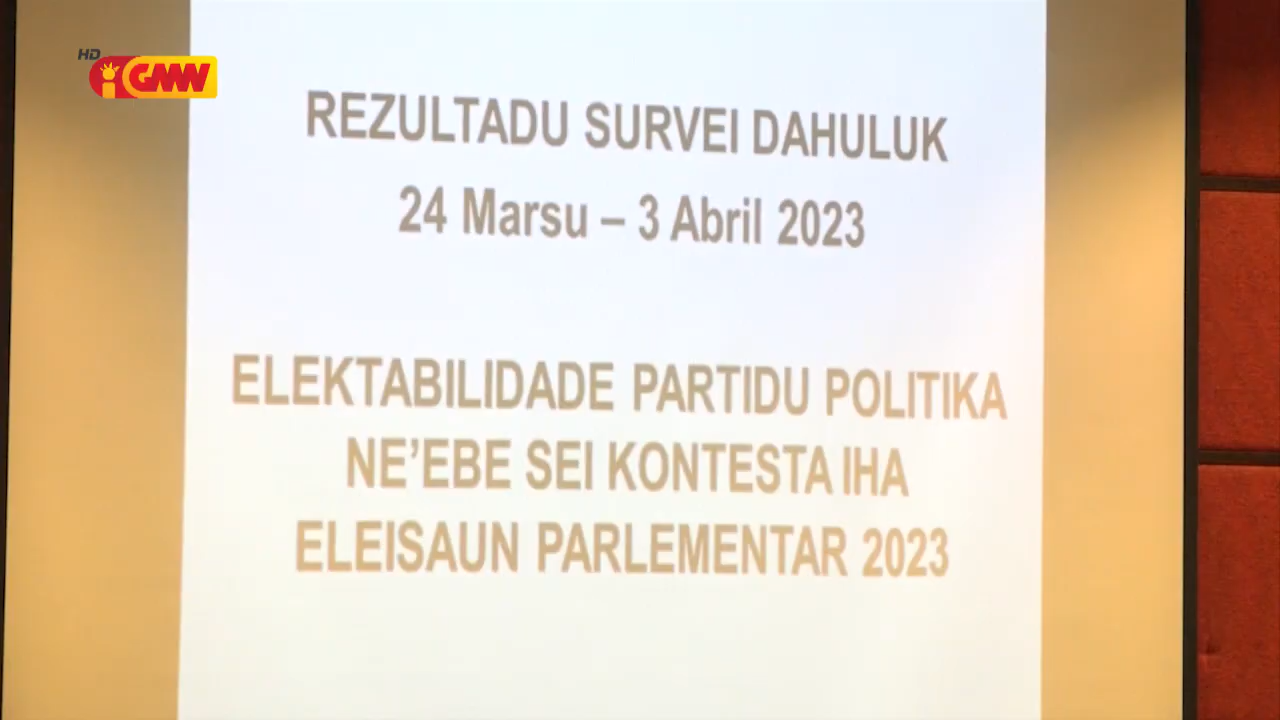 HD
GMN
REZULTADU SURVEI DAHULUK
24 Marsu – 3 Abril 2023
ELEKTABILIDADE PARTIDU POLITIKA
NE’EBE SEI KONTESTA IHA
ELEISAUN PARLEMENTAR 2023